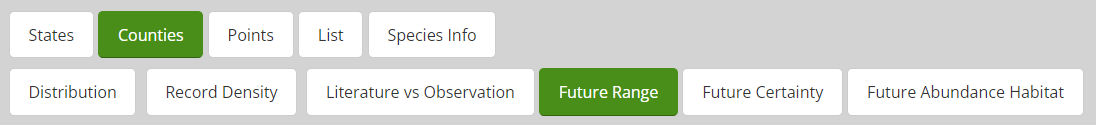 States Counties Points List Species Info
Distribution Record Density Literature vs Observation Future Range Future Certainty Future Abundance Habitat